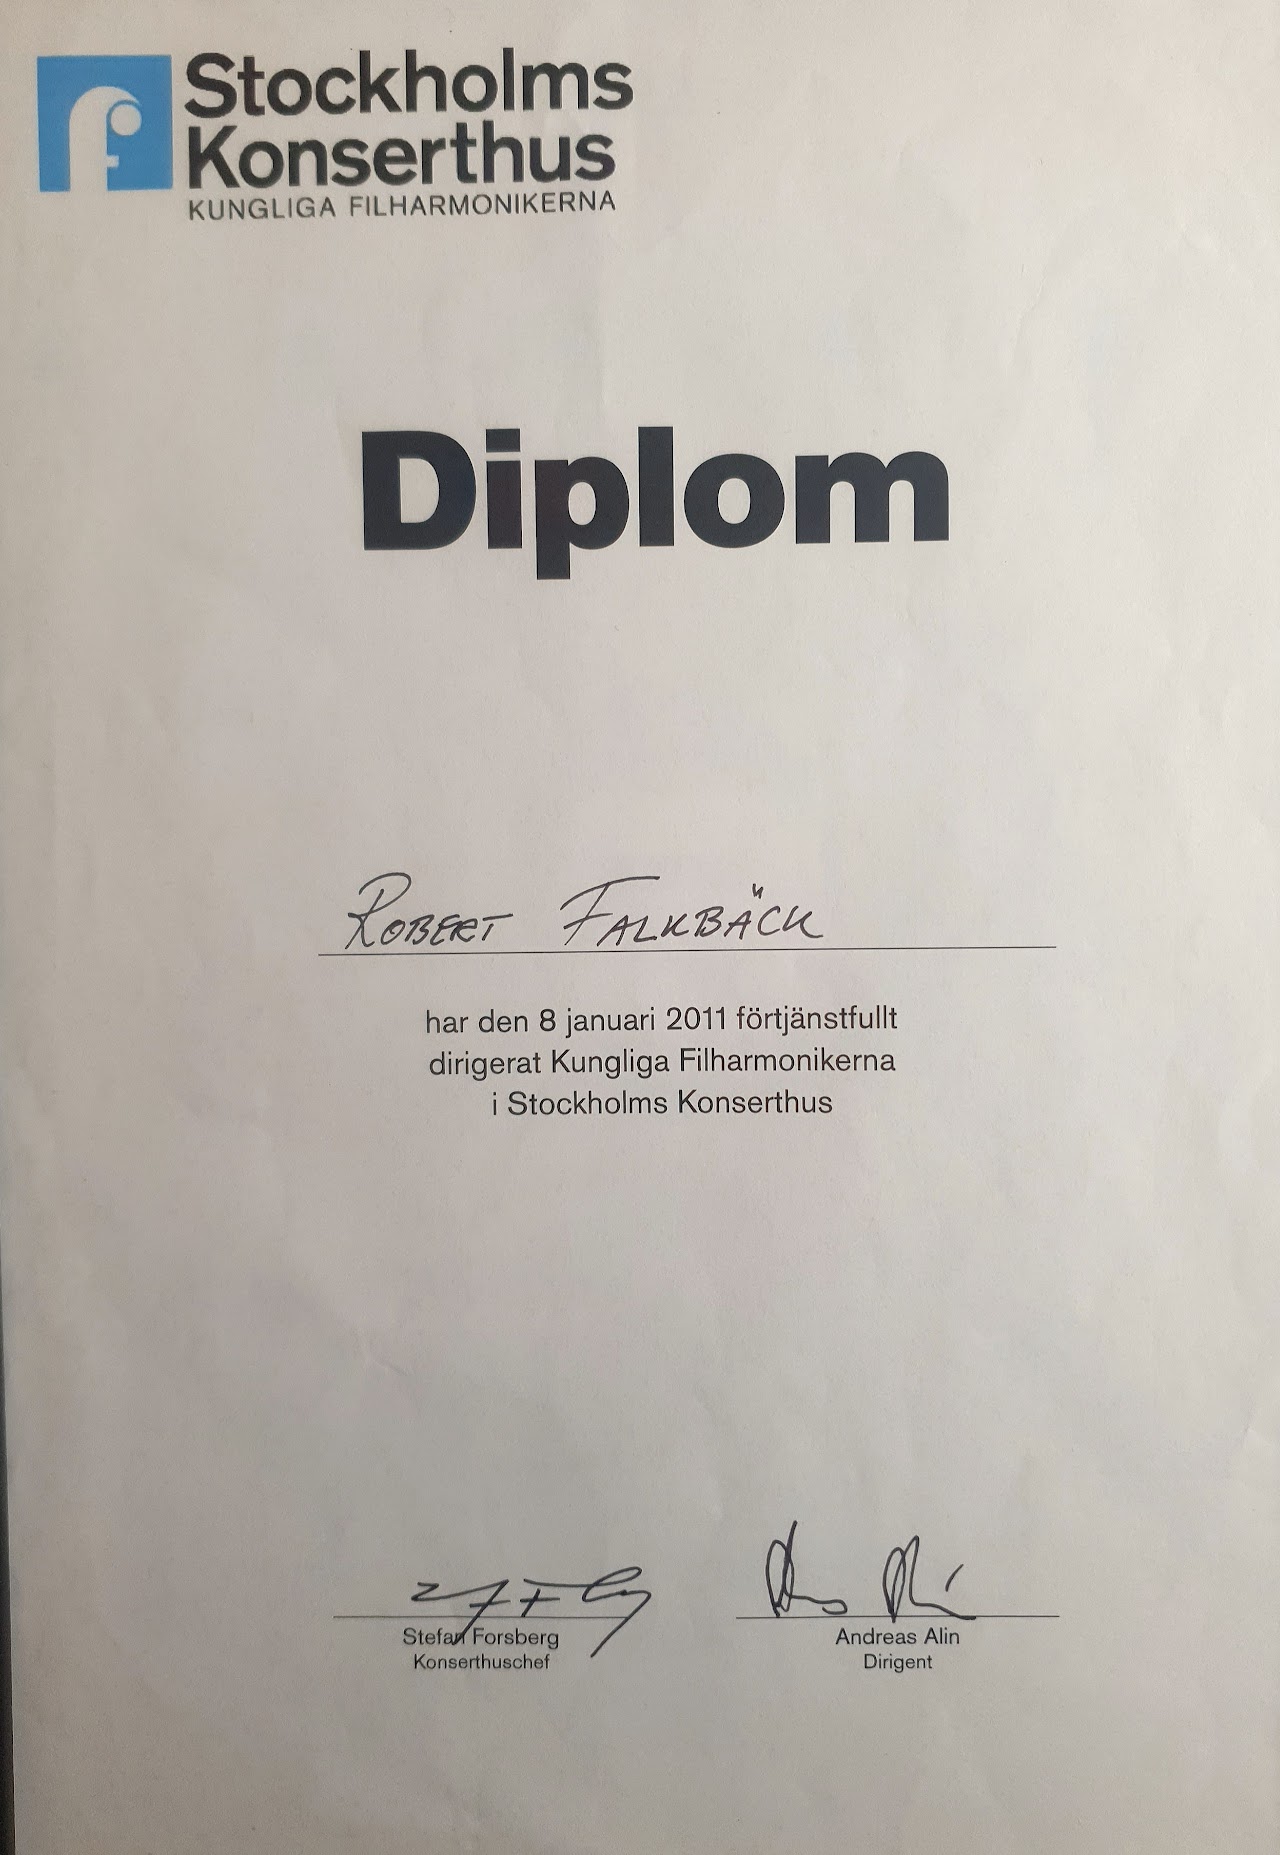 Stockholms
Konserthus
KUNGLIGA FILHARMONIKERNA
Diplom
ROBERT FALKBÄCK
har den 8 januari 2011 förtjänstfullt
dirigerat Kungliga Filharmonikerna
i Stockholms Konserthus
Stefan Forsberg
Konserthuschef
Andreas Alin
Dirigent